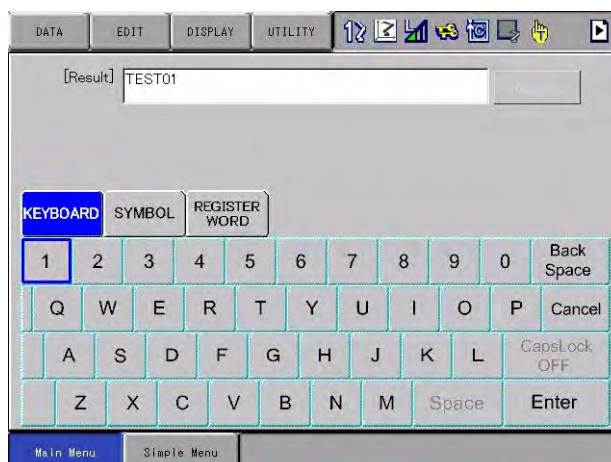 DATA EDIT DISPLAY UTILITY
[Result] TEST01
KEYBOARD SYMBOL REGISTER WORD
1 2 3 4 5 6 7 8 9 0 Back Space
Q W E R T Y U I O P Cancel
A S D F G H J K L CapsLock OFF
Z X C V B N M Space Enter
Main Menu Simple Menu